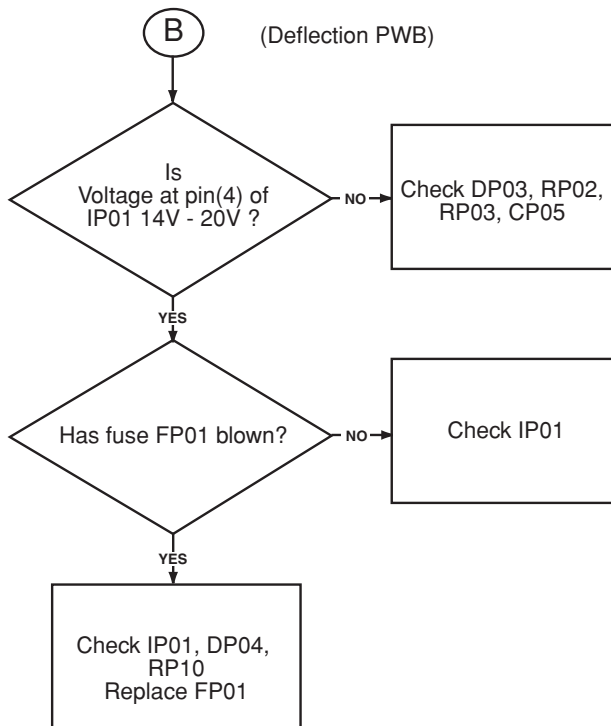 B
(Deflection PWB)
Is
Voltage at pin(4) of
IP01 14V - 20V ?
NO
Check DP03, RP02,
RP03, CP05
YES
Has fuse FP01 blown?
NO
Check IP01
YES
Check IP01, DP04,
RP10
Replace FP01